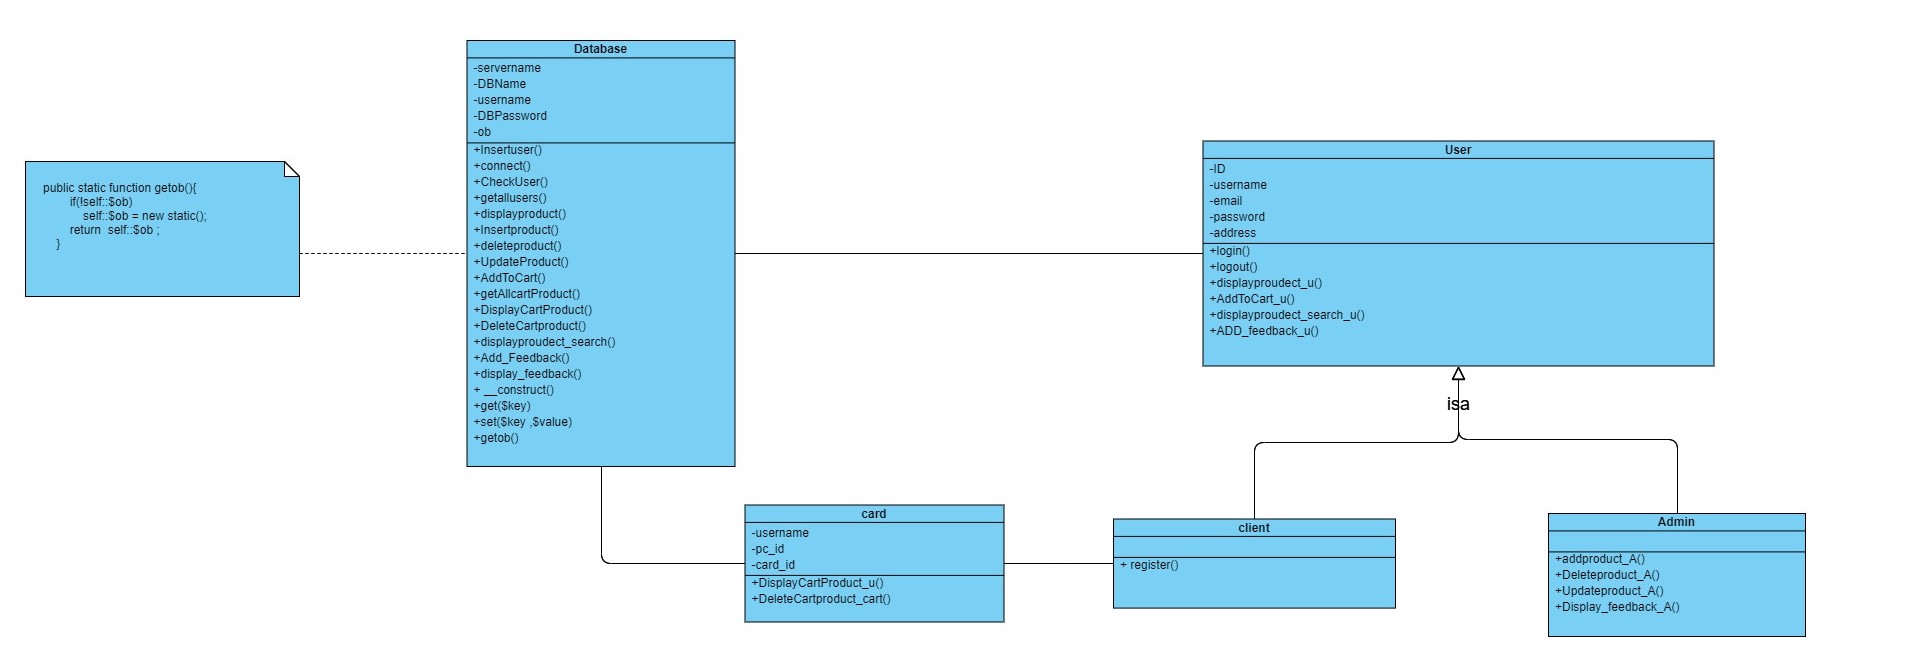 Database
-servername
-DBName
-username
-DBPassword
-ob
+Insertuser()
+connect()
+CheckUser()
+getallusers()
+displayproduct()
+Insertproduct()
+deleteproduct()
+UpdateProduct()
+AddToCart()
+getAllcartProduct()
+DisplayCartProduct()
+DeleteCartproduct()
+displayproudect_search()
+Add_Feedback()
+display_feedback()
+ __construct()
+get($key)
+set($key ,$value)
+getob()
public static function getob(){
if(!self::$ob)
self::$ob = new static();
return self::$ob ;
}
User
-ID
-username
-email
-password
-address
+login()
+logout()
+displayproudect_u()
+AddToCart_u()
+displayproudect_search_u()
+ADD_feedback_u()
isa
card
-username
-pc_id
-card_id
+DisplayCartProduct_u()
+DeleteCartproduct_cart()
client
+ register()
Admin
+addproduct_A()
+Deleteproduct_A()
+Updateproduct_A()
+Display_feedback_A()